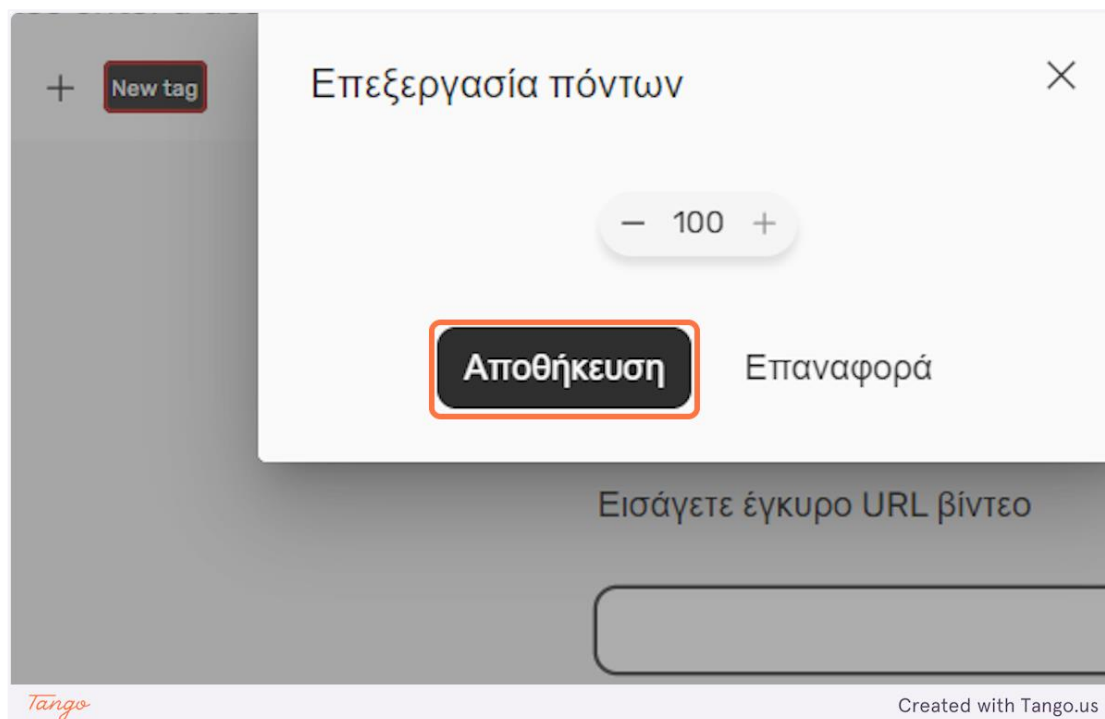 New tag
Επεξεργασία πόντων
− 100 +
Αποθήκευση Επαναφορά
Εισάγετε έγκυρο URL βίντεο
Tango Created with Tango.us